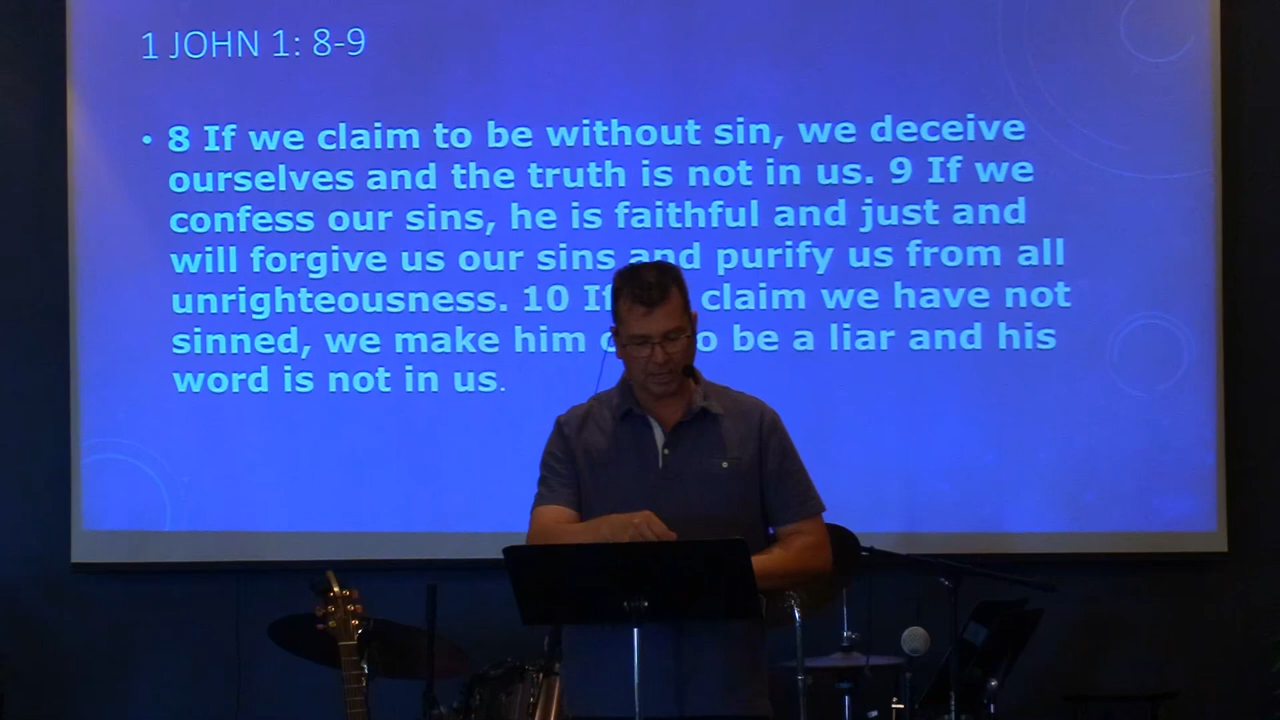 1 JOHN 1: 8-9
• 8 If we claim to be without sin, we deceive
ourselves and the truth is not in us. 9 If we
confess our sins, he is faithful and just and
will forgive us our sins and purify us from all
unrighteousness. 10 If claim we have not
sinned, we make him to be a liar and his
word is not in us.